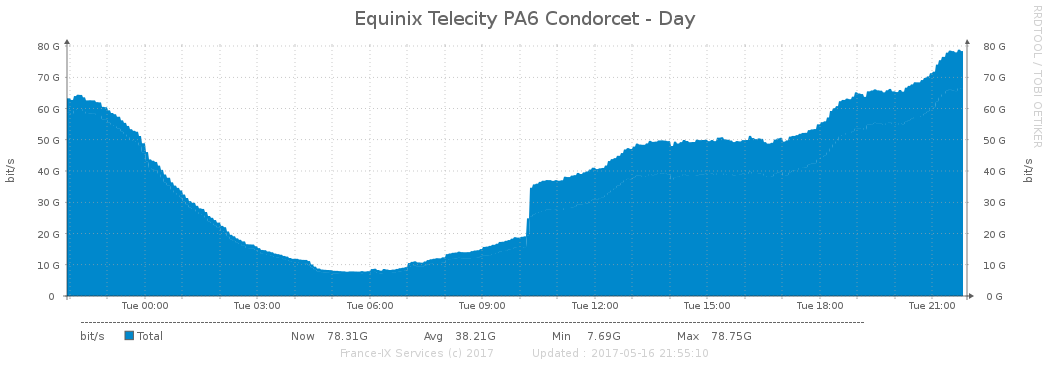 Equinix Telecity PA6 Condorcet - Day
RRDTOOL / TOBI OETIKER
80 G 80 G
70 G 70 G
60 G 60 G
50 G 50 G
40 G 40 G
30 G 30 G
20 G 20 G
10 G 10 G
0 0 G
bit/s bit/s
Tue 00:00 Tue 03:00 Tue 06:00 Tue 09:00 Tue 12:00 Tue 15:00 Tue 18:00 Tue 21:00
bit/s Total Now 78.31G Avg 38.21G Min 7.69G Max 78.75G
France-IX Services (c) 2017 Updated : 2017-05-16 21:55:10